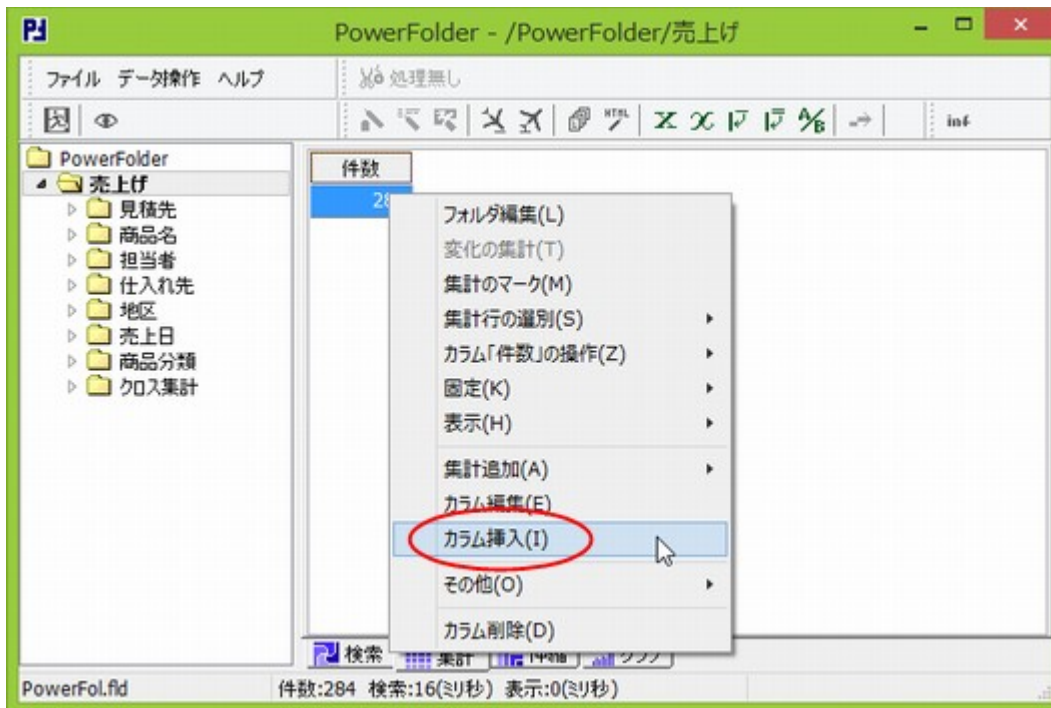 PowerFolder - /PowerFolder/売上げ
ファイル データ操作 ヘルプ
処理無し
HTML
A/B
inf
PowerFolder
売上げ
見積先
商品名
担当者
仕入れ先
地区
売上日
商品分類
クロス集計
件数
28
フォルダ編集(L)
変化の集計(T)
集計のマーク(M)
集計行の選別(S)
カラム「件数」の操作(Z)
固定(K)
表示(H)
集計追加(A)
カラム編集(E)
カラム挿入(I)
その他(O)
カラム削除(D)
検索
集計
グラフ
PowerFol.fld
件数:284 検索:16(ミリ秒) 表示:0(ミリ秒)